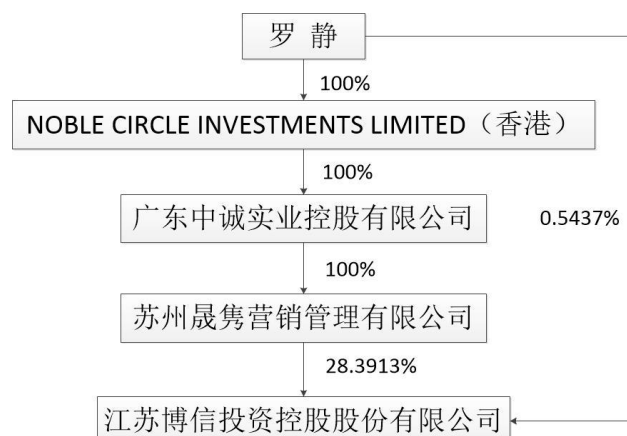 罗 静
100%
NOBLE CIRCLE INVESTMENTS LIMITED（香港）
100%
广东中诚实业控股有限公司
0.5437%
100%
苏州晟隽营销管理有限公司
28.3913%
江苏博信投资控股股份有限公司